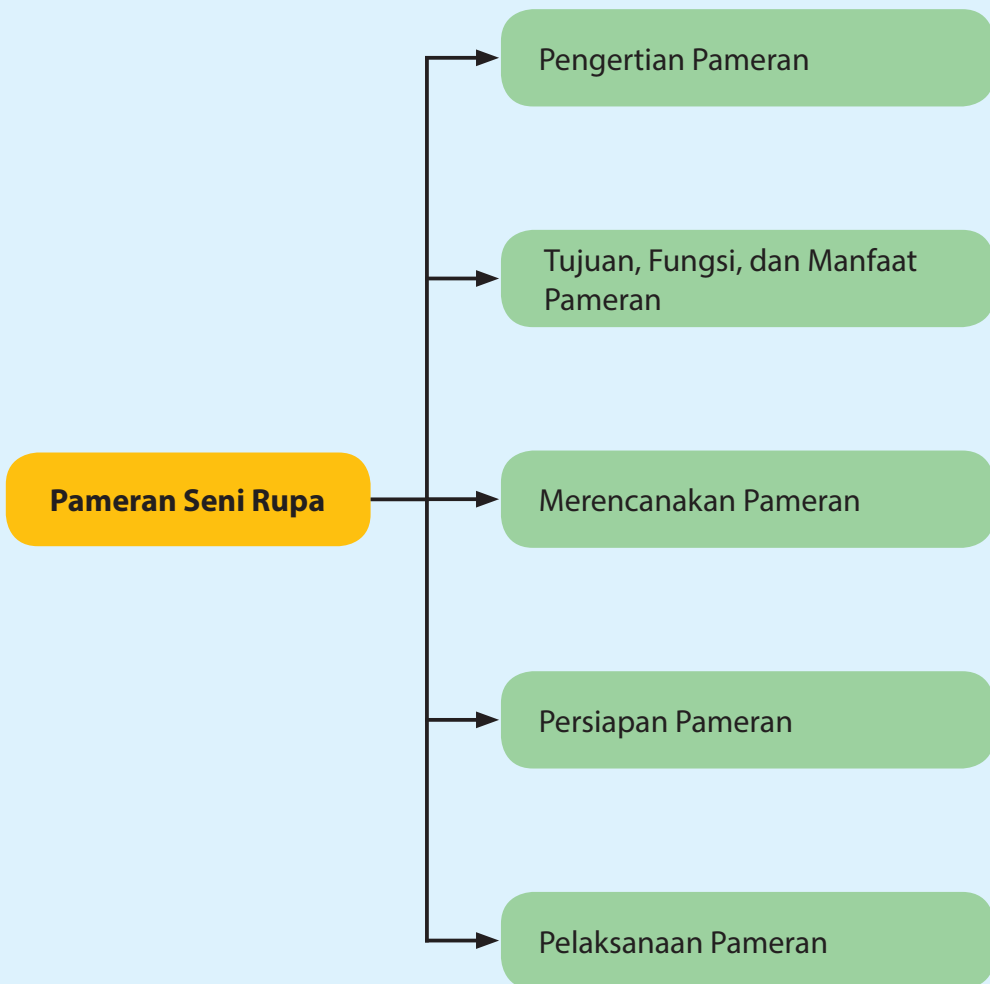 Pengertian Pameran
Tujuan, Fungsi, dan Manfaat
Pameran
Pameran Seni Rupa
Merencanakan Pameran
Persiapan Pameran
Pelaksanaan Pameran